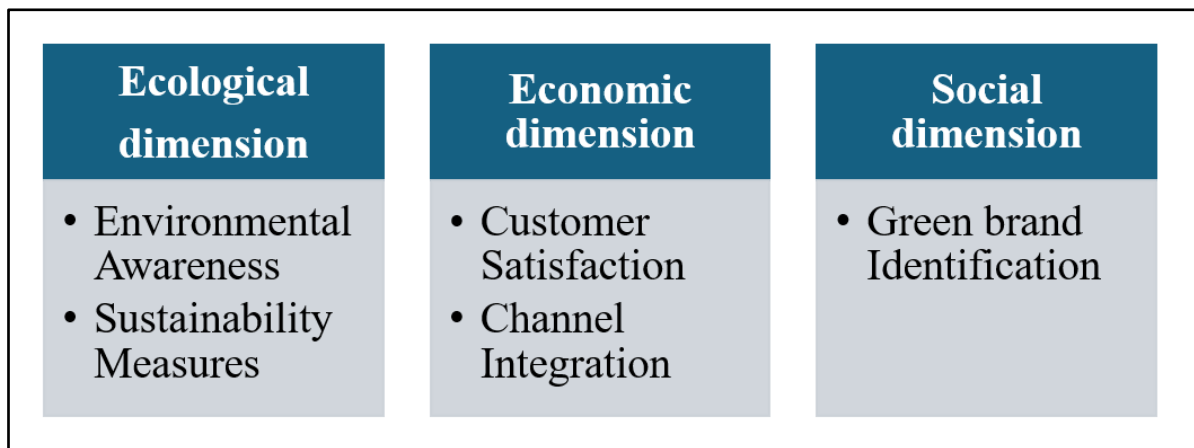 Ecological
dimension
• Environmental
Awareness
• Sustainability
Measures
Economic
dimension
• Customer
Satisfaction
• Channel
Integration
Social
dimension
• Green brand
Identification